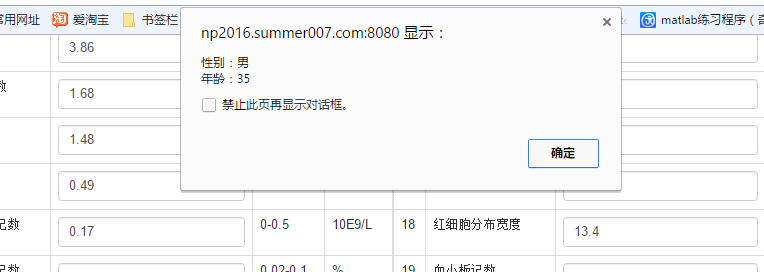 常用网址 爱淘宝 书签栏 matlab练习程序（音
np2016.summer007.com:8080 显示：
性别：男
年龄：35
禁止此页再显示对话框。
确定
3.86
数 1.68
1.48
0.49
记数 0.17 0-0.5 10E9/L 18 红细胞分布宽度 13.4
记数 0.02-0.1 % 19 血小板记数